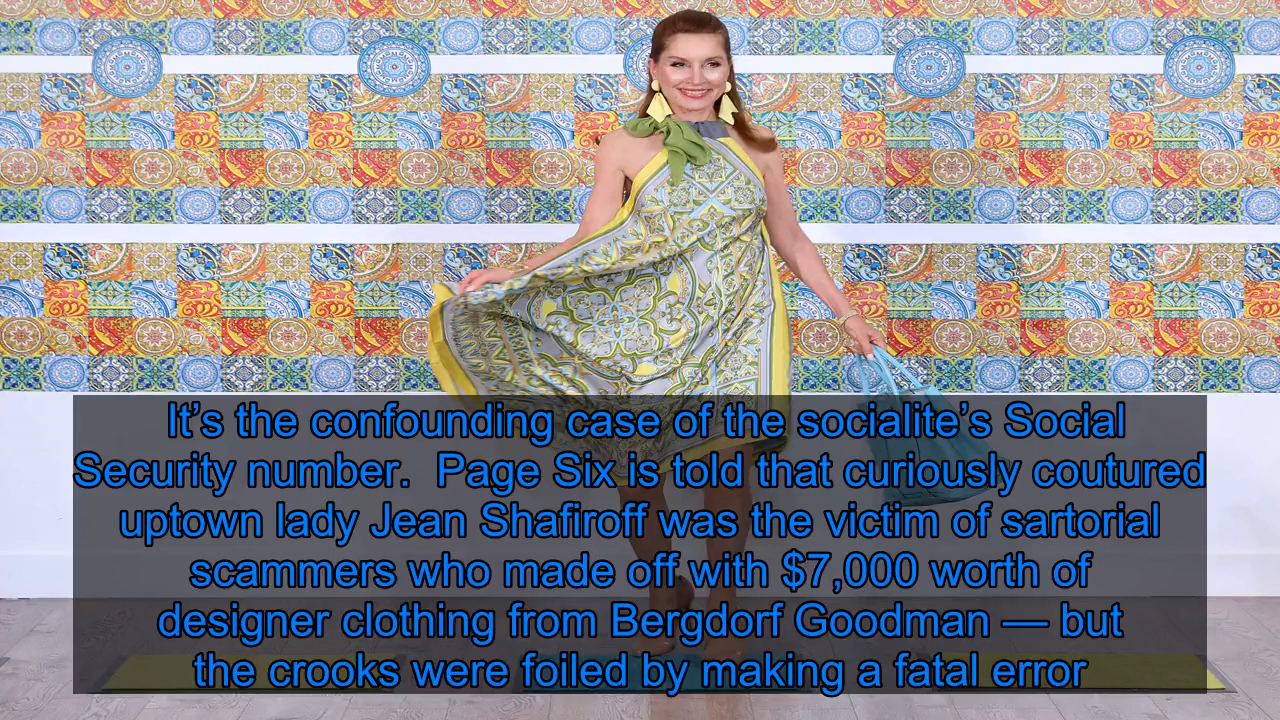 It’s the confounding case of the socialite’s Social
Security number.  Page Six is told that curiously coutured
uptown lady Jean Shafiroff was the victim of sartorial
scammers who made off with $7,000 worth of
designer clothing from Bergdorf Goodman — but
the crooks were foiled by making a fatal error